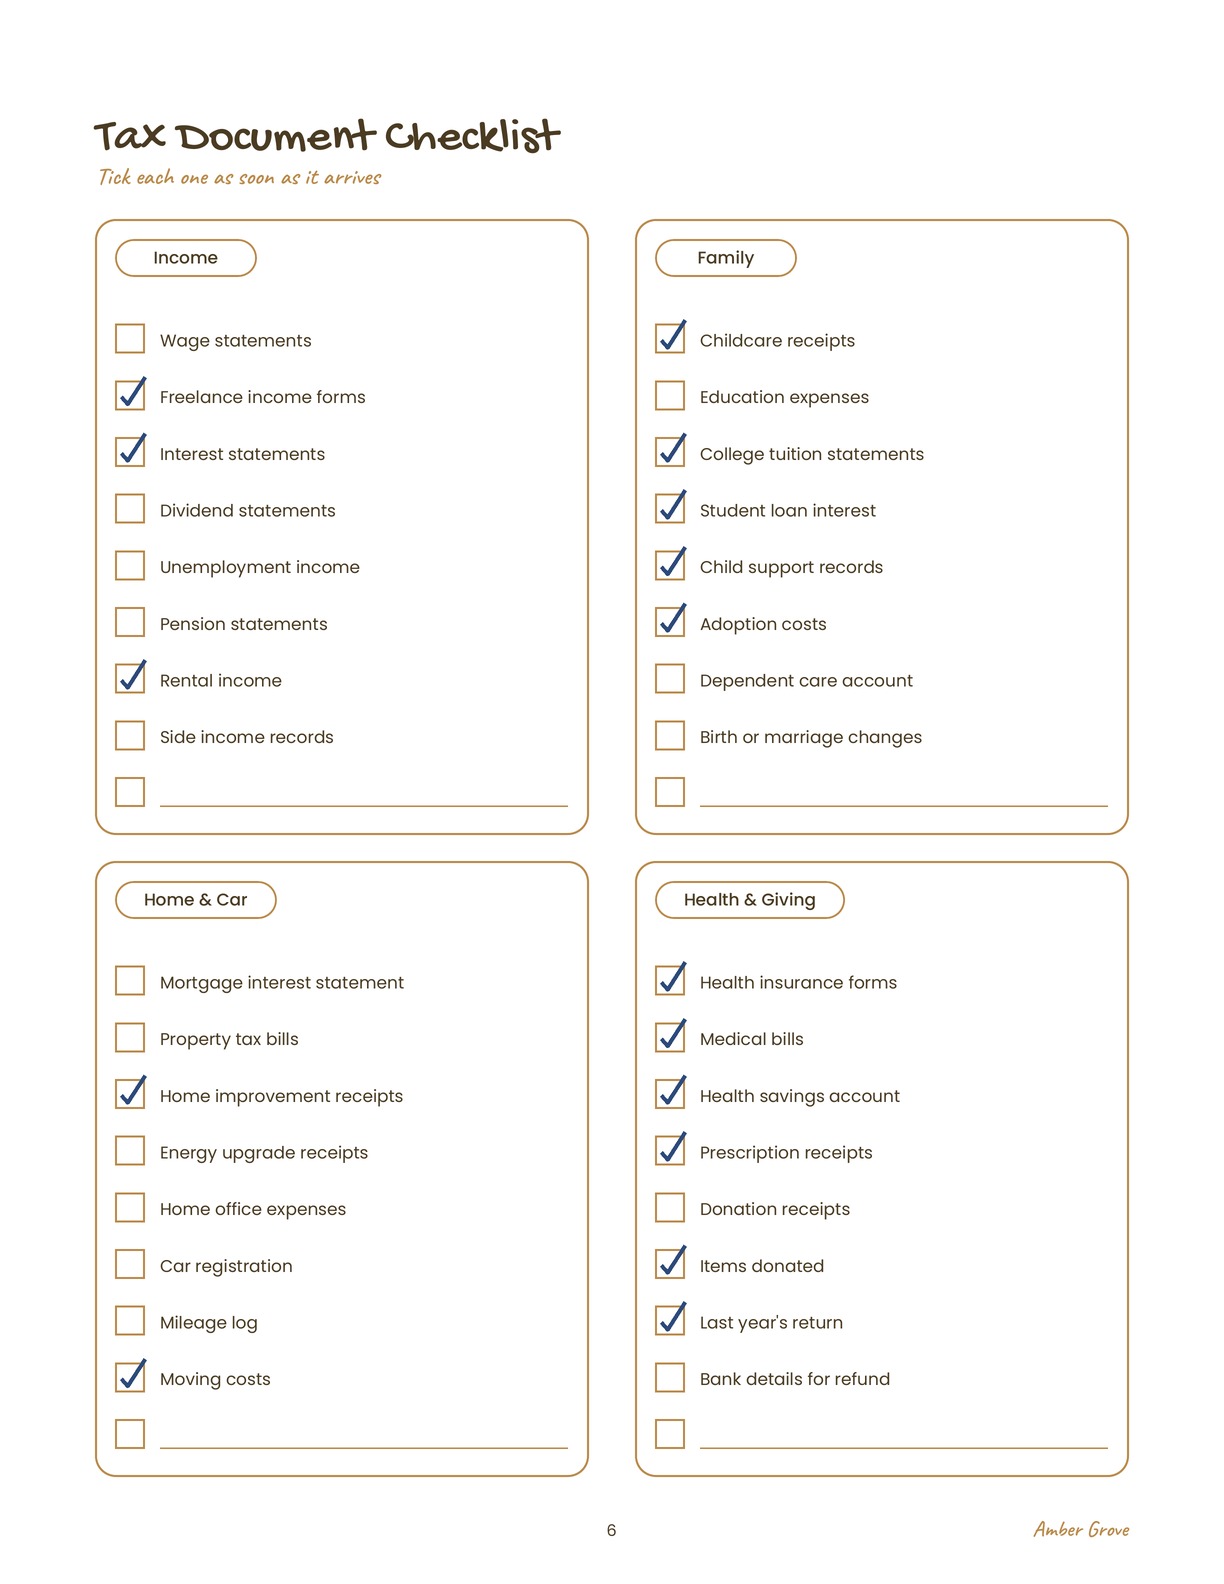 Tax Document Checklist
Tick each one as soon as it arrives
Income
Wage statements
Freelance income forms
Interest statements
Dividend statements
Unemployment income
Pension statements
Rental income
Side income records
Family
Childcare receipts
Education expenses
College tuition statements
Student loan interest
Child support records
Adoption costs
Dependent care account
Birth or marriage changes
Home & Car
Mortgage interest statement
Property tax bills
Home improvement receipts
Energy upgrade receipts
Home office expenses
Car registration
Mileage log
Moving costs
Health & Giving
Health insurance forms
Medical bills
Health savings account
Prescription receipts
Donation receipts
Items donated
Last year's return
Bank details for refund
6
Amber Grove